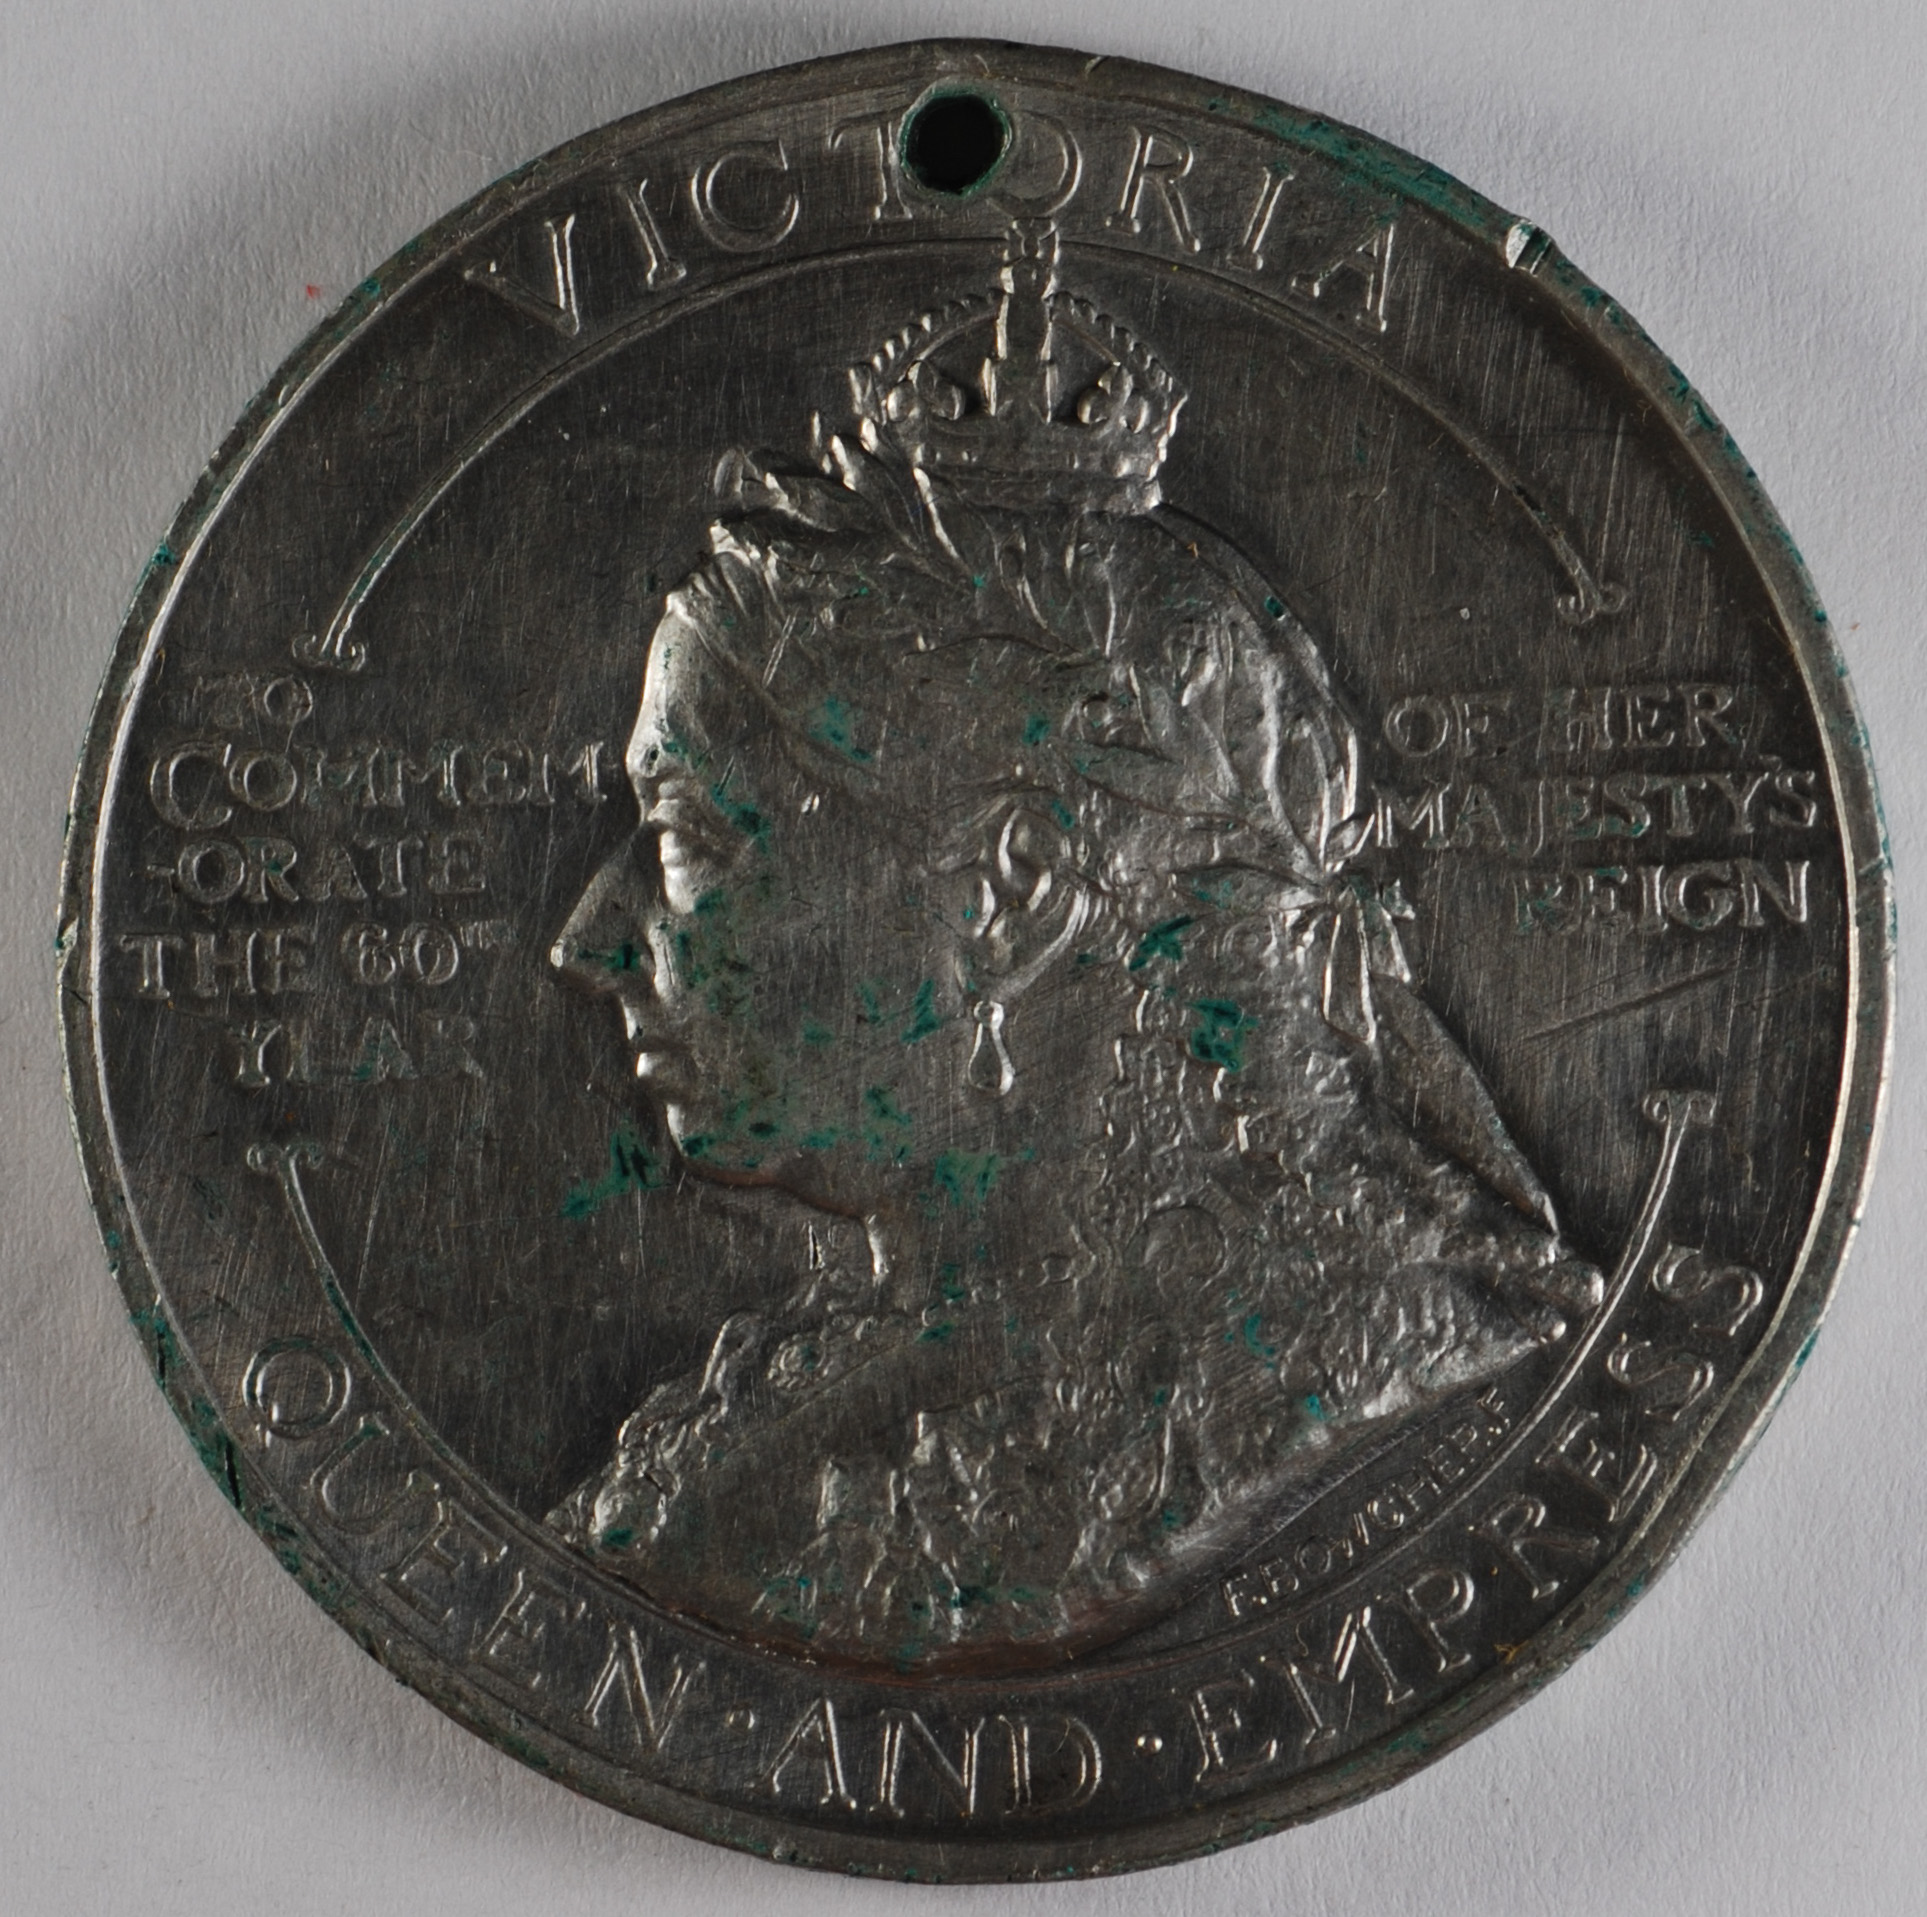 VICTORIA
TO
COMMEM
-ORATE
THE 60TH
YEAR
OF HER
MAJESTY'S
REIGN
F. BOWCHER. F
QUEEN · AND · EMPRESS